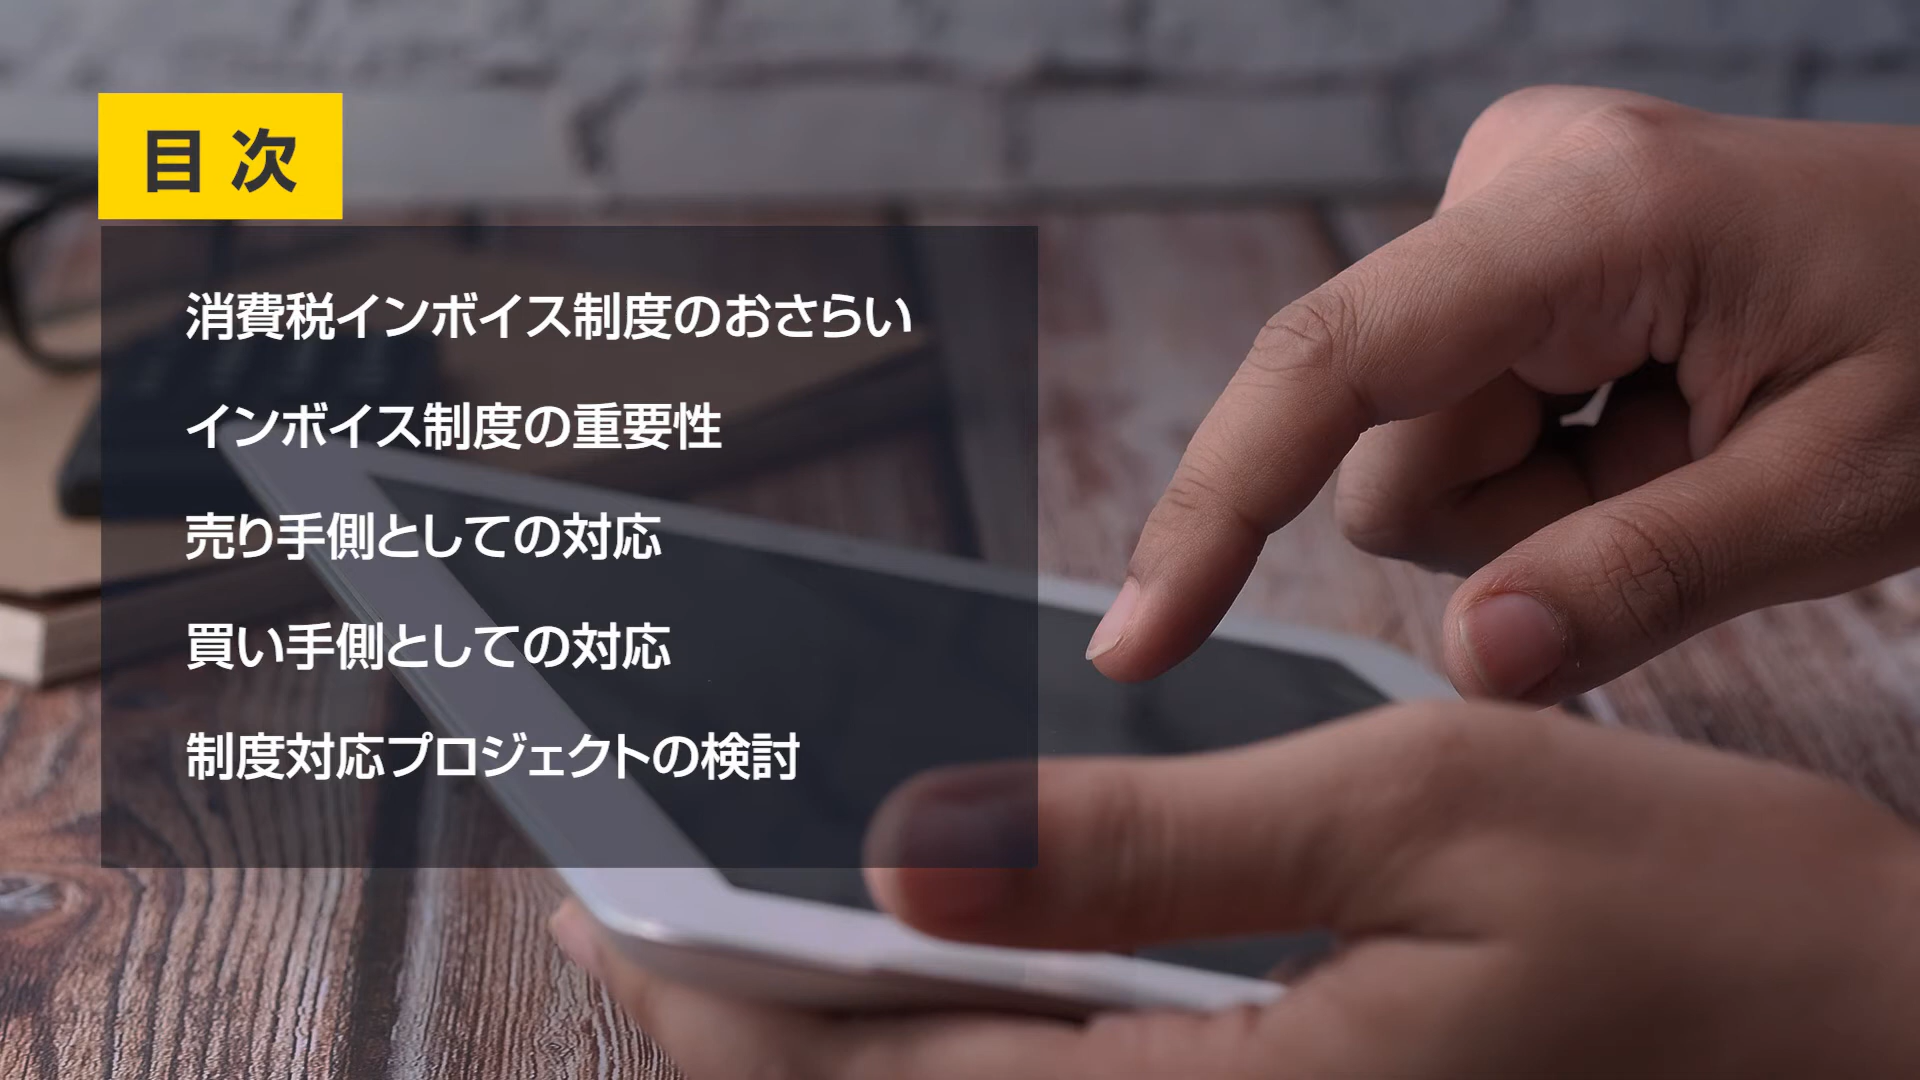 目次
消費税インボイス制度のおさらい
インボイス制度の重要性
売り手側としての対応
買い手側としての対応
制度対応プロジェクトの検討